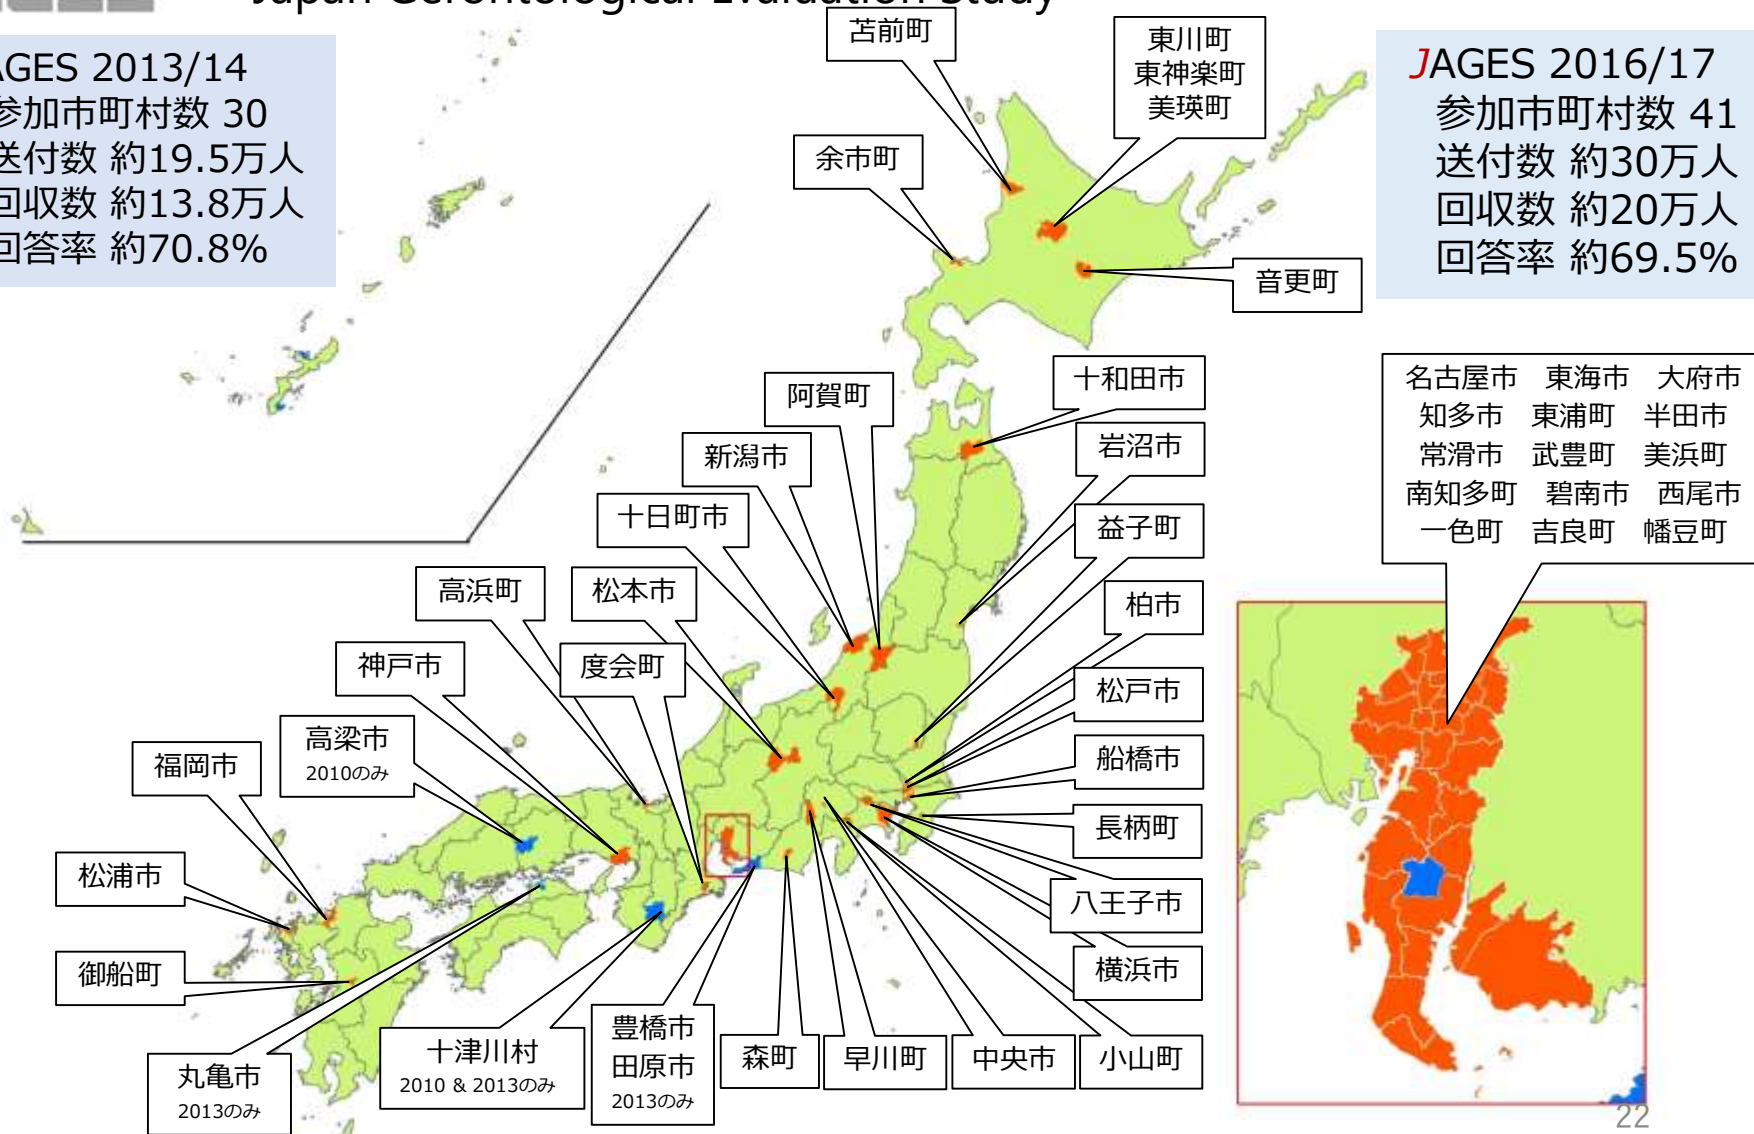 Japan Gerontological Evaluation Study
AGES 2013/14
参加市町村数 30
送付数 約19.5万人
回収数 約13.8万人
回答率 約70.8%
JAGES 2016/17
参加市町村数 41
送付数 約30万人
回収数 約20万人
回答率 約69.5%
苫前町
東川町
東神楽町
美瑛町
余市町
音更町
十和田市
阿賀町
岩沼市
新潟市
十日町市
益子町
高浜町
松本市
柏市
神戸市
度会町
松戸市
高梁市
2010のみ
福岡市
船橋市
長柄町
松浦市
八王子市
御船町
横浜市
丸亀市
2013のみ
十津川村
2010 & 2013のみ
豊橋市
田原市
2013のみ
森町
早川町
中央市
小山町
名古屋市 東海市 大府市
知多市 東浦町 半田市
常滑市 武豊町 美浜町
南知多町 碧南市 西尾市
一色町 吉良町 幡豆町
22